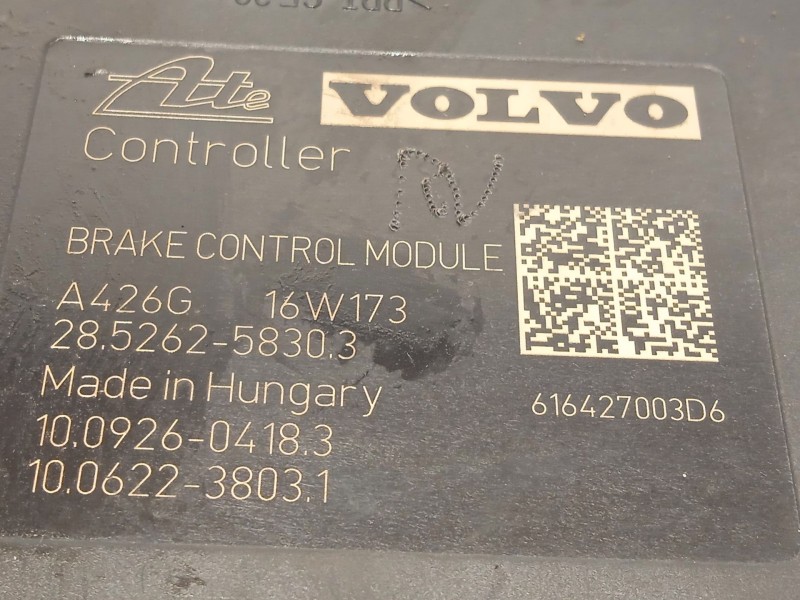 Ate VOLVO
Controller
BRAKE CONTROL MODULE
A426G 16W173
28.5262-5830.3
Made in Hungary
616427003D6
10.0926-0418.3
10.0622-3803.1